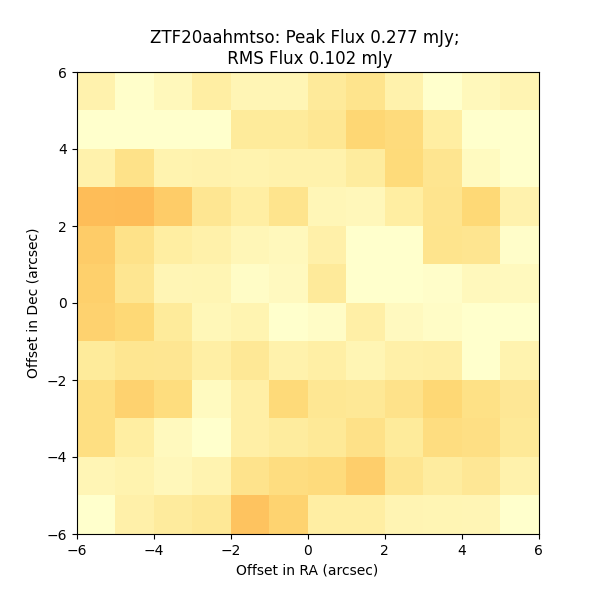 ZTF20aahmtso: Peak Flux 0.277 mJy;
RMS Flux 0.102 mJy
6
4
2
0
−2
−4
−6
Offset in Dec (arcsec)
−6 −4 −2 0 2 4 6
Offset in RA (arcsec)